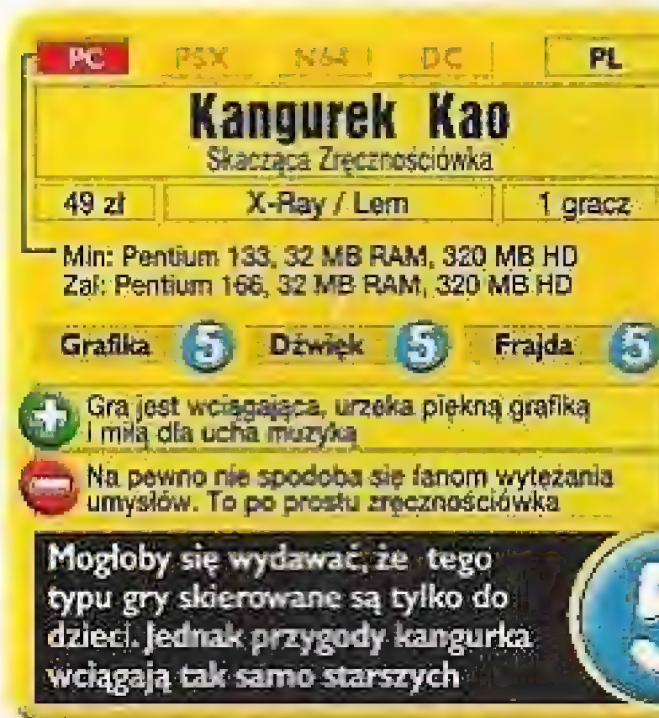 PC PSX N64 DC PL
Kangurek Kao
Skacząca Zręcznościówka
49 zł X-Ray / Lem 1 gracz
Min: Pentium 133, 32 MB RAM, 320 MB HD
Zal: Pentium 166, 32 MB RAM, 320 MB HD
Grafika 5 Dźwięk 5 Frajda 5
Gra jest wciągająca, urzeka piękną grafiką
i miłą dla ucha muzyką
Na pewno nie spodoba się fanom wytężania
umysłów. To po prostu zręcznościówka
Mogłoby się wydawać, że tego
typu gry skierowane są tylko do
dzieci. Jednak przygody kangurka
wciągają tak samo starszych